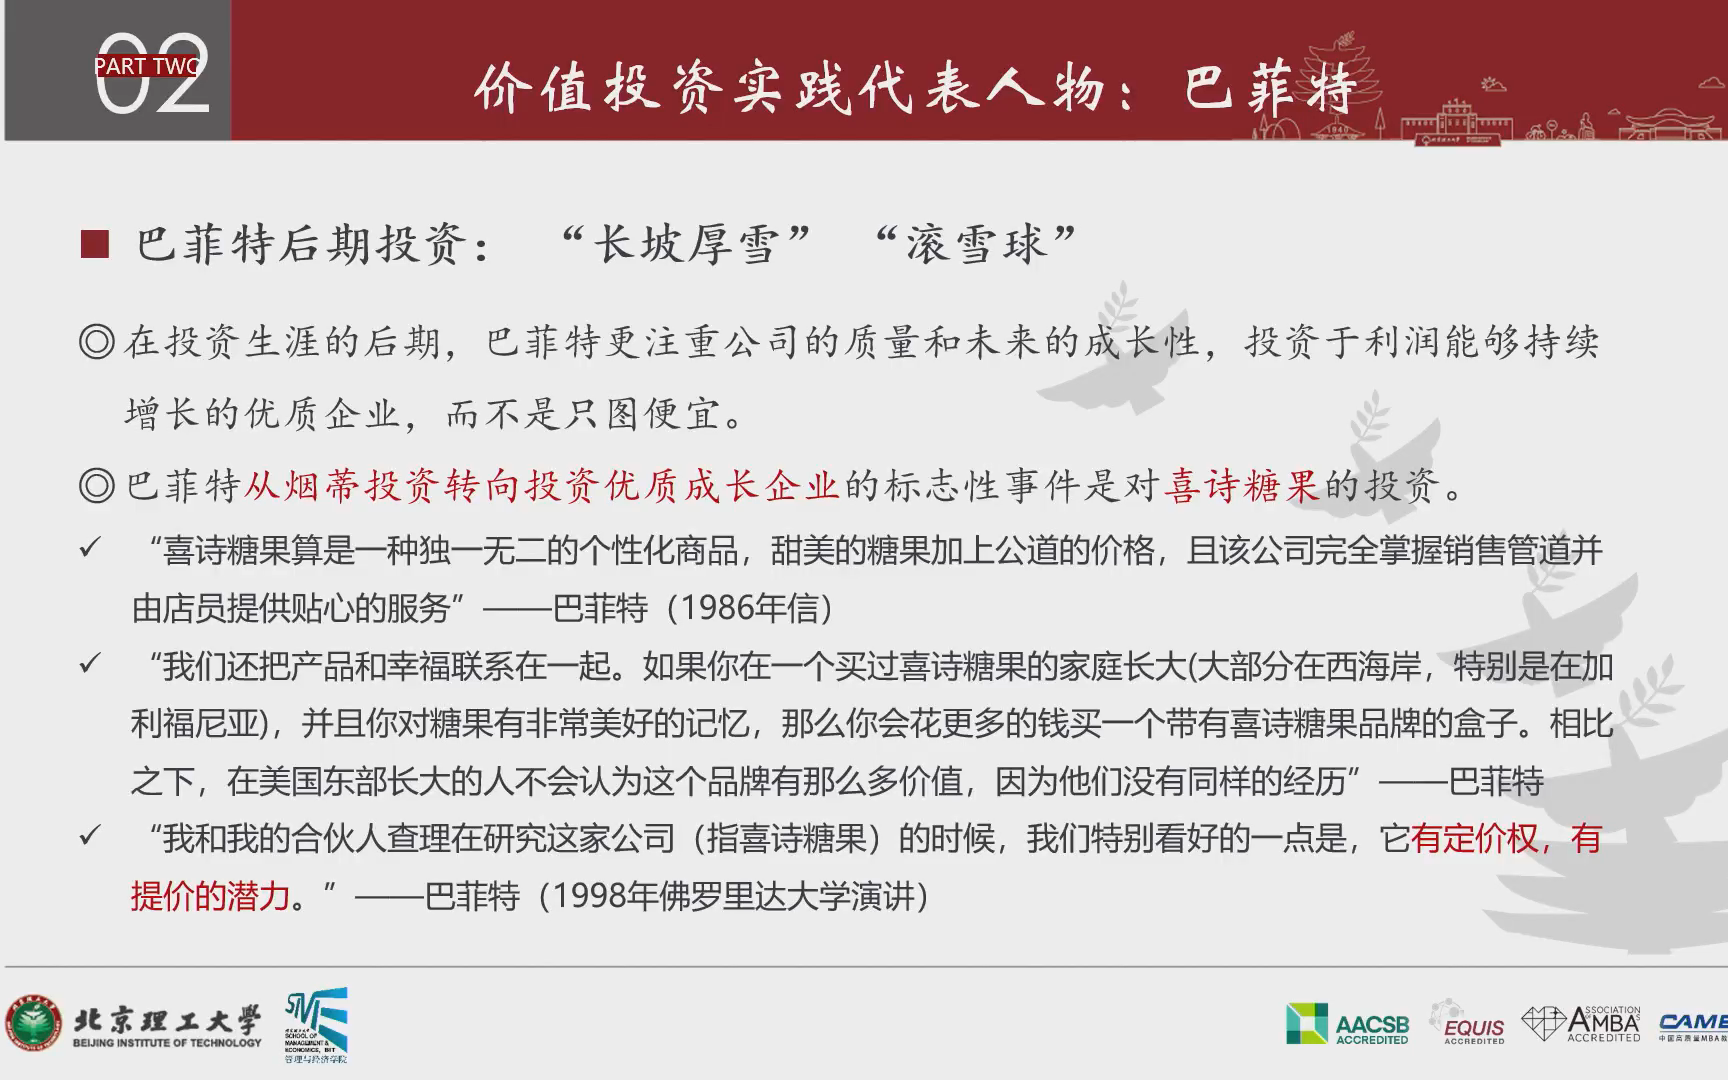 02
PART TWO
价值投资实践代表人物：巴菲特
巴菲特后期投资：“长坡厚雪” “滚雪球”
◎在投资生涯的后期，巴菲特更注重公司的质量和未来的成长性，投资于利润能够持续
增长的优质企业，而不是只图便宜。
◎巴菲特从烟蒂投资转向投资优质成长企业的标志性事件是对喜诗糖果的投资。
✓ “喜诗糖果算是一种独一无二的个性化商品，甜美的糖果加上公道的价格，且该公司完全掌握销售管道并
由店员提供贴心的服务”——巴菲特（1986年信）
✓ “我们还把产品和幸福联系在一起。如果你在一个买过喜诗糖果的家庭长大(大部分在西海岸，特别是在加
利福尼亚)，并且你对糖果有非常美好的记忆，那么你会花更多的钱买一个带有喜诗糖果品牌的盒子。相比
之下，在美国东部长大的人不会认为这个品牌有那么多价值，因为他们没有同样的经历”——巴菲特
✓ “我和我的合伙人查理在研究这家公司（指喜诗糖果）的时候，我们特别看好的一点是，它有定价权，有
提价的潜力。”——巴菲特（1998年佛罗里达大学演讲）
北京理工大学
BEIJING INSTITUTE OF TECHNOLOGY
SCHOOL OF
MANAGEMENT &
ECONOMICS, BIT
管理与经济学院
AACSB
ACCREDITED
EQUIS
ACCREDITED
ASSOCIATION
AMBA
ACCREDITED